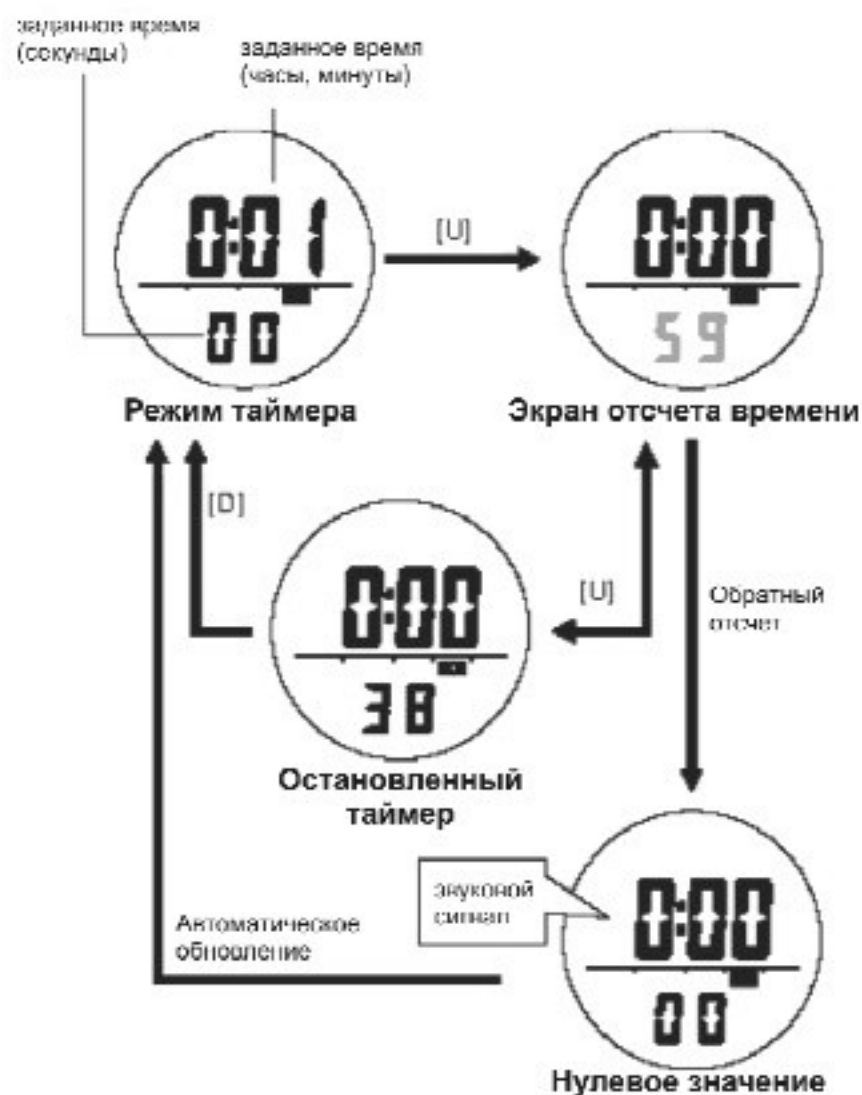 заданное время
(секунды)
заданное время
(часы, минуты)
0:01
00
[U]
0:00
59
Режим таймера
Экран отсчета времени
[D]
0:00
38
[U]
Обратный
отсчет
Остановленный
таймер
звуковой
сигнал
0:00
00
Автоматическое
обновление
Нулевое значение